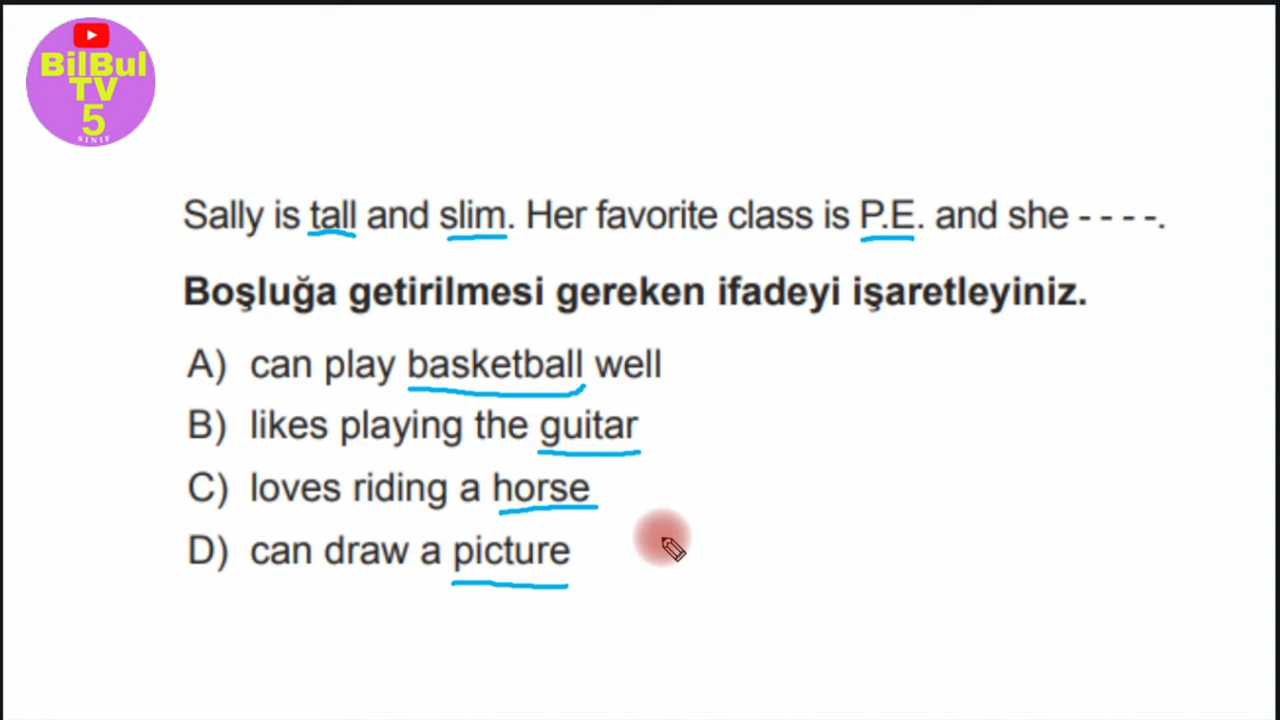 BilBul
TV
5
SINIF
Sally is tall and slim. Her favorite class is P.E. and she - - - -.
Boşluğa getirilmesi gereken ifadeyi işaretleyiniz.
A) can play basketball well
B) likes playing the guitar
C) loves riding a horse
D) can draw a picture